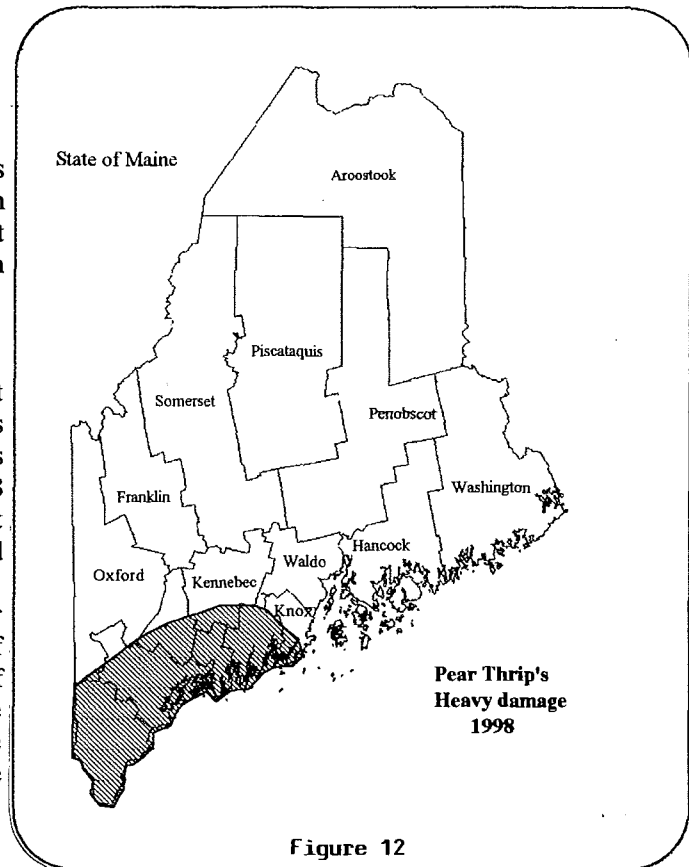 State of Maine
Aroostook
Piscataquis
Somerset
Penobscot
Franklin
Washington
Hancock
Waldo
Oxford
Kennebec
Knox
Pear Thrip's
Heavy damage
1998
Figure 12